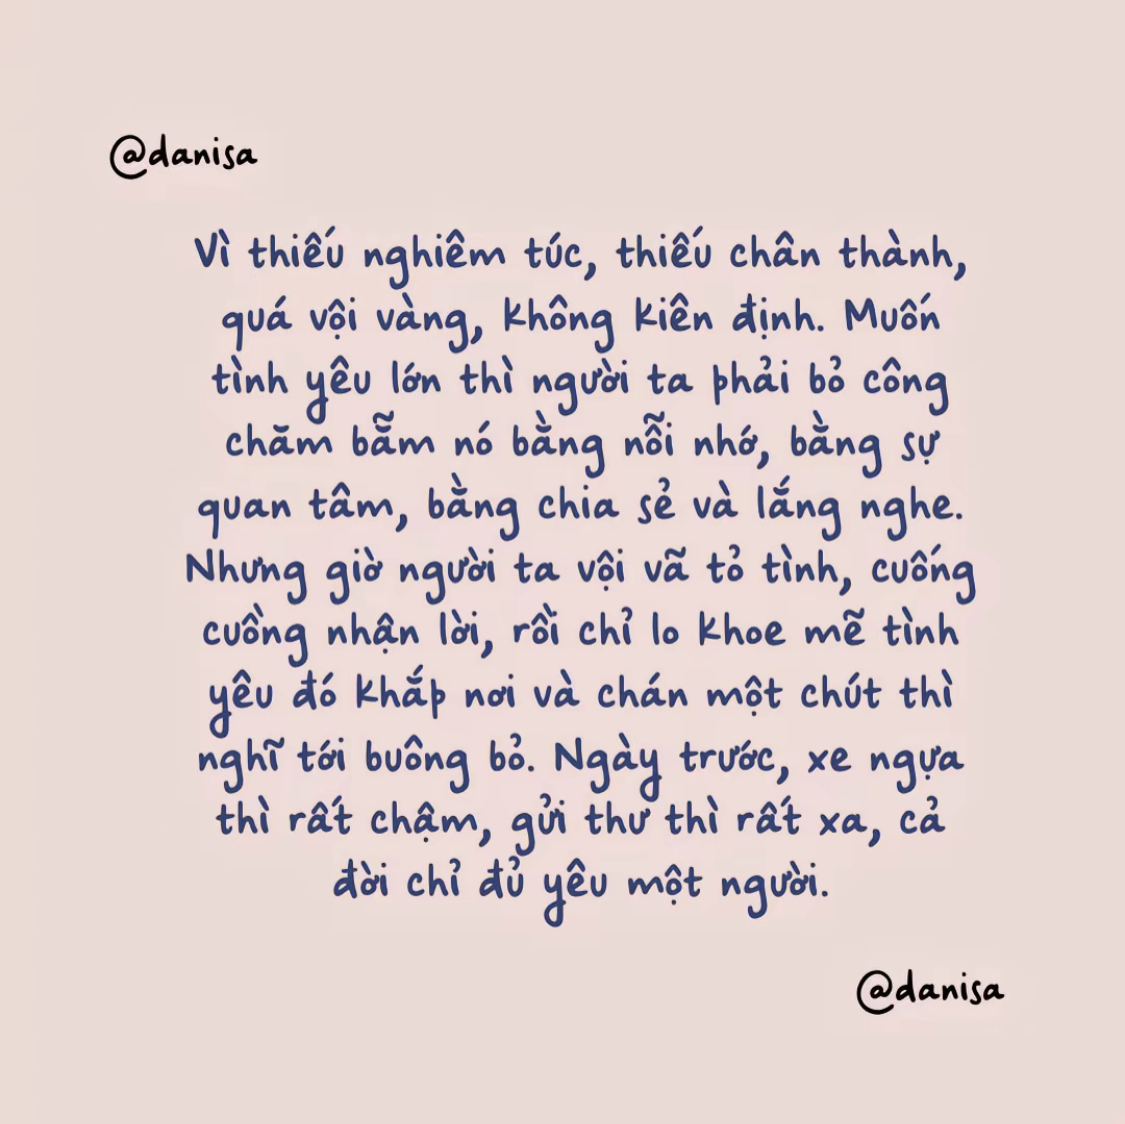 @danisa
Vì thiếu nghiêm túc, thiếu chân thành,
quá vội vàng, không kiên định. Muốn
tình yêu lớn thì người ta phải bỏ công
chăm bẵm nó bằng nỗi nhớ, bằng sự
quan tâm, bằng chia sẻ và lắng nghe.
Nhưng giờ người ta vội vã tỏ tình, cuống
cuồng nhận lời, rồi chỉ lo khoe mẽ tình
yêu đó khắp nơi và chán một chút thì
nghĩ tới buông bỏ. Ngày trước, xe ngựa
thì rất chậm, gửi thư thì rất xa, cả
đời chỉ đủ yêu một người.
@danisa